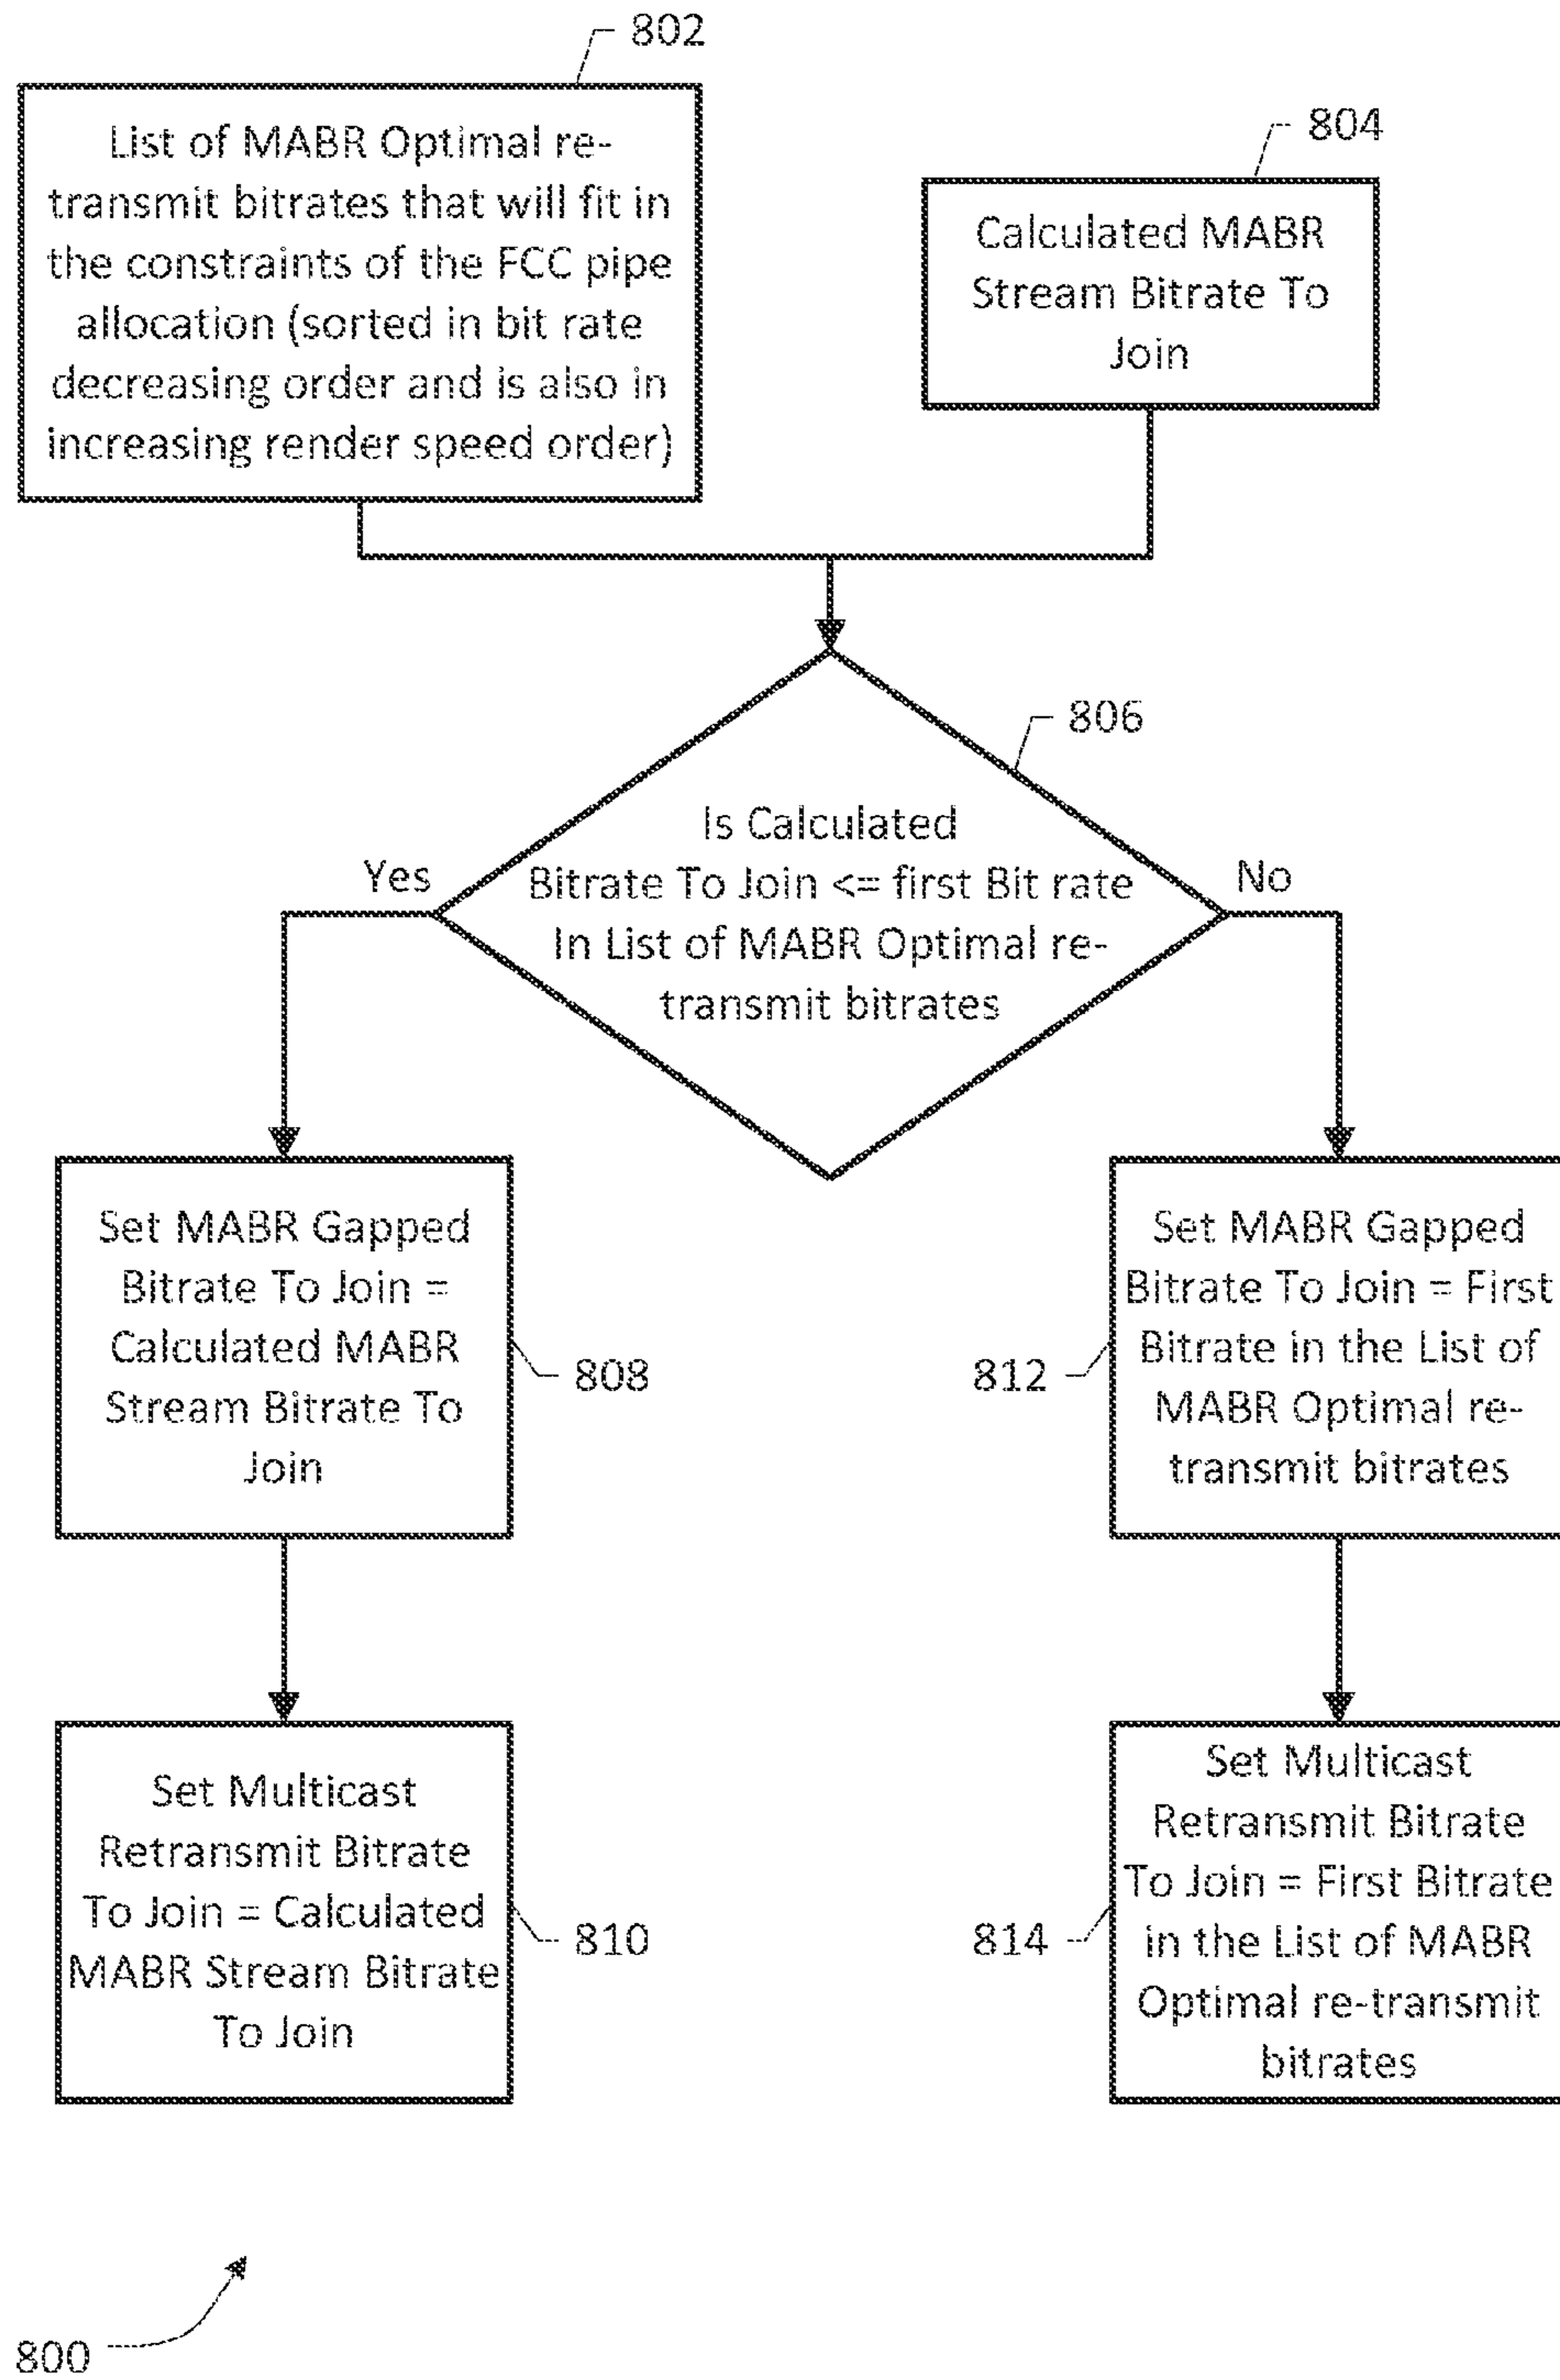 802
List of MABR Optimal re-
transmit bitrates that will fit in
the constraints of the FCC pipe
allocation (sorted in bit rate
decreasing order and is also in
increasing render speed order)
804
Calculated MABR
Stream Bitrate To
Join
806
Is Calculated
Bitrate To Join <= first Bit rate
In List of MABR Optimal re-
transmit bitrates
Yes
No
Set MABR Gapped
Bitrate To Join =
Calculated MABR
Stream Bitrate To
Join
808
Set MABR Gapped
Bitrate To Join = First
Bitrate in the List of
MABR Optimal re-
transmit bitrates
812
Set Multicast
Retransmit Bitrate
To Join = Calculated
MABR Stream Bitrate
To Join
810
Set Multicast
Retransmit Bitrate
To Join = First Bitrate
in the List of MABR
Optimal re-transmit
bitrates
814
800